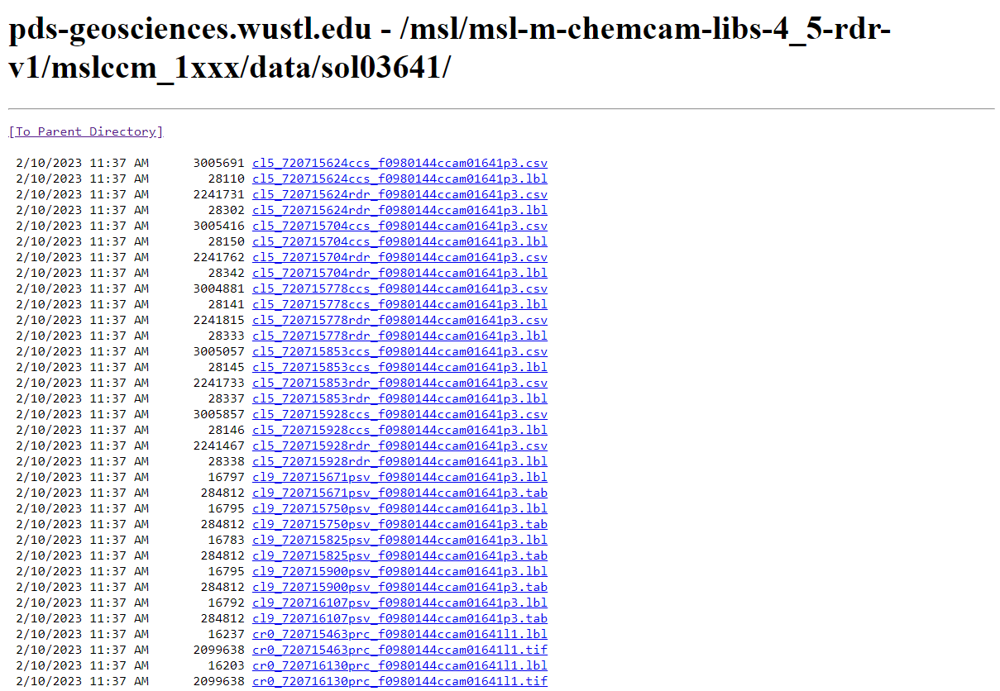 pds-geosciences.wustl.edu - /msl/msl-m-chemcam-libs-4_5-rdr-
v1/mslccm_1xxx/data/sol03641/
[To Parent Directory]
2/10/2023 11:37 AM 3005691 cl5_720715624ccs_f0980144ccam01641p3.csv
2/10/2023 11:37 AM 28110 cl5_720715624ccs_f0980144ccam01641p3.lbl
2/10/2023 11:37 AM 2241731 cl5_720715624rdr_f0980144ccam01641p3.csv
2/10/2023 11:37 AM 28302 cl5_720715624rdr_f0980144ccam01641p3.lbl
2/10/2023 11:37 AM 3005416 cl5_720715704ccs_f0980144ccam01641p3.csv
2/10/2023 11:37 AM 28150 cl5_720715704ccs_f0980144ccam01641p3.lbl
2/10/2023 11:37 AM 2241762 cl5_720715704rdr_f0980144ccam01641p3.csv
2/10/2023 11:37 AM 28342 cl5_720715704rdr_f0980144ccam01641p3.lbl
2/10/2023 11:37 AM 3004881 cl5_720715778ccs_f0980144ccam01641p3.csv
2/10/2023 11:37 AM 28141 cl5_720715778ccs_f0980144ccam01641p3.lbl
2/10/2023 11:37 AM 2241815 cl5_720715778rdr_f0980144ccam01641p3.csv
2/10/2023 11:37 AM 28333 cl5_720715778rdr_f0980144ccam01641p3.lbl
2/10/2023 11:37 AM 3005057 cl5_720715853ccs_f0980144ccam01641p3.csv
2/10/2023 11:37 AM 28145 cl5_720715853ccs_f0980144ccam01641p3.lbl
2/10/2023 11:37 AM 2241733 cl5_720715853rdr_f0980144ccam01641p3.csv
2/10/2023 11:37 AM 28337 cl5_720715853rdr_f0980144ccam01641p3.lbl
2/10/2023 11:37 AM 3005857 cl5_720715928ccs_f0980144ccam01641p3.csv
2/10/2023 11:37 AM 28146 cl5_720715928ccs_f0980144ccam01641p3.lbl
2/10/2023 11:37 AM 2241467 cl5_720715928rdr_f0980144ccam01641p3.csv
2/10/2023 11:37 AM 28338 cl5_720715928rdr_f0980144ccam01641p3.lbl
2/10/2023 11:37 AM 16797 cl9_720715671psv_f0980144ccam01641p3.lbl
2/10/2023 11:37 AM 284812 cl9_720715671psv_f0980144ccam01641p3.tab
2/10/2023 11:37 AM 16795 cl9_720715750psv_f0980144ccam01641p3.lbl
2/10/2023 11:37 AM 284812 cl9_720715750psv_f0980144ccam01641p3.tab
2/10/2023 11:37 AM 16783 cl9_720715825psv_f0980144ccam01641p3.lbl
2/10/2023 11:37 AM 284812 cl9_720715825psv_f0980144ccam01641p3.tab
2/10/2023 11:37 AM 16795 cl9_720715900psv_f0980144ccam01641p3.lbl
2/10/2023 11:37 AM 284812 cl9_720715900psv_f0980144ccam01641p3.tab
2/10/2023 11:37 AM 16792 cl9_720716107psv_f0980144ccam01641p3.lbl
2/10/2023 11:37 AM 284812 cl9_720716107psv_f0980144ccam01641p3.tab
2/10/2023 11:37 AM 16237 cr0_720715463prc_f0980144ccam01641l1.lbl
2/10/2023 11:37 AM 2099638 cr0_720715463prc_f0980144ccam01641l1.tif
2/10/2023 11:37 AM 16203 cr0_720716130prc_f0980144ccam01641l1.lbl
2/10/2023 11:37 AM 2099638 cr0_720716130prc_f0980144ccam01641l1.tif